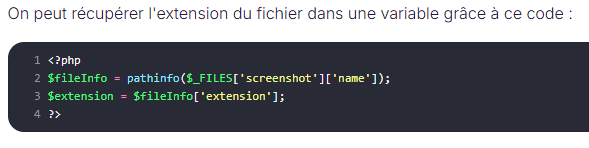 On peut récupérer l'extension du fichier dans une variable grâce à ce code :
1 <?php
2 $fileInfo = pathinfo($_FILES['screenshot']['name']);
3 $extension = $fileInfo['extension'];
4 ?>